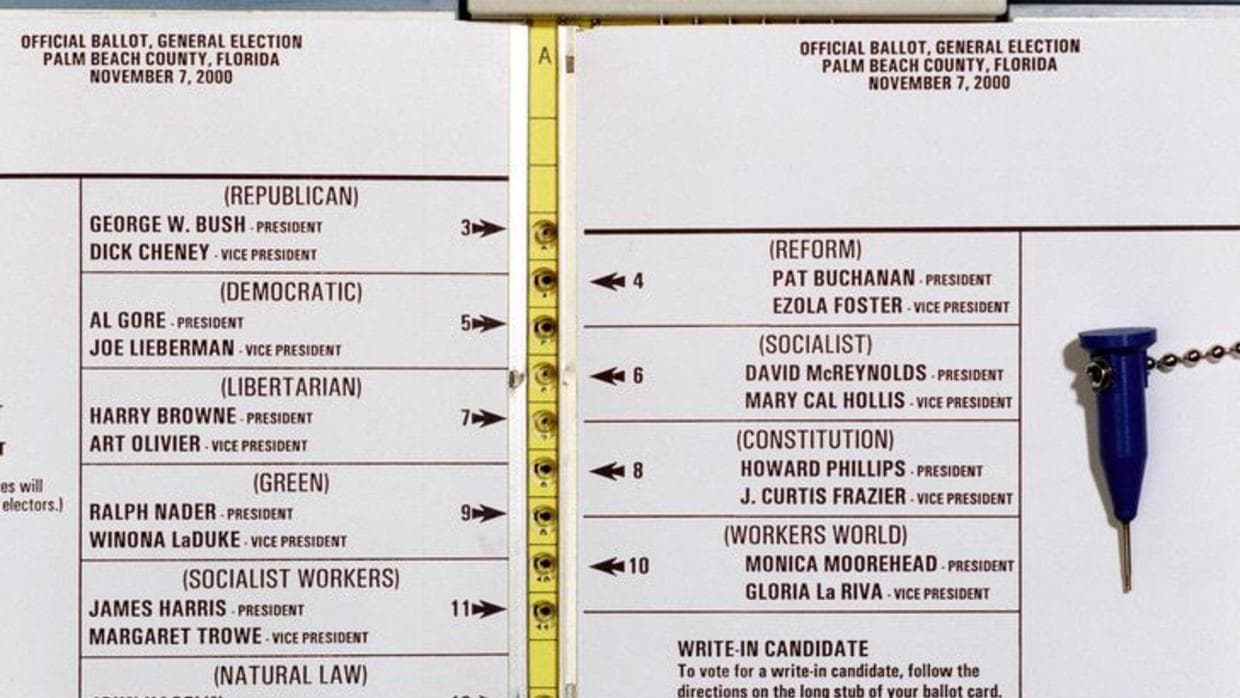 OFFICIAL BALLOT, GENERAL ELECTION
PALM BEACH COUNTY, FLORIDA
NOVEMBER 7, 2000
(REPUBLICAN)
GEORGE W. BUSH - PRESIDENT
DICK CHENEY - VICE PRESIDENT
3
(DEMOCRATIC)
AL GORE - PRESIDENT
JOE LIEBERMAN - VICE PRESIDENT
5
(LIBERTARIAN)
HARRY BROWNE - PRESIDENT
ART OLIVIER - VICE PRESIDENT
7
(GREEN)
RALPH NADER - PRESIDENT
WINONA LaDUKE - VICE PRESIDENT
9
(SOCIALIST WORKERS)
JAMES HARRIS - PRESIDENT
MARGARET TROWE - VICE PRESIDENT
11
(NATURAL LAW)
will
electors.)
A
OFFICIAL BALLOT, GENERAL ELECTION
PALM BEACH COUNTY, FLORIDA
NOVEMBER 7, 2000
(REFORM)
4 PAT BUCHANAN - PRESIDENT
EZOLA FOSTER - VICE PRESIDENT
(SOCIALIST)
6 DAVID McREYNOLDS - PRESIDENT
MARY CAL HOLLIS - VICE PRESIDENT
(CONSTITUTION)
8 HOWARD PHILLIPS - PRESIDENT
J. CURTIS FRAZIER - VICE PRESIDENT
(WORKERS WORLD)
10 MONICA MOOREHEAD - PRESIDENT
GLORIA La RIVA - VICE PRESIDENT
WRITE-IN CANDIDATE
To vote for a write-in candidate, follow the
directions on the long stub of your ballot card.